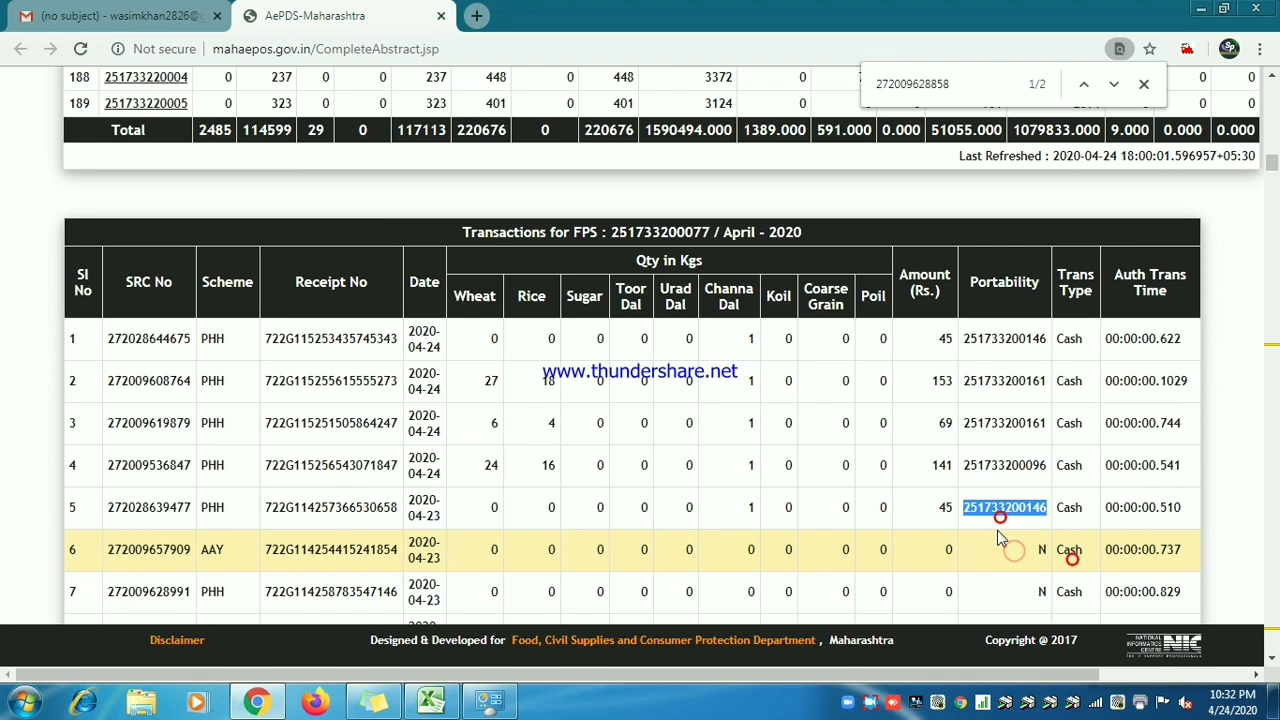 (no subject) - wasimkhan2826@g
AePDS-Maharashtra
Not secure | mahaepos.gov.in/CompleteAbstract.jsp
272009628858 1/2
188 251733220004 0 237 0 0 237 448 0 448 3372 0 0
189 251733220005 0 323 0 0 323 401 0 401 3124 0 0
Total 2485 114599 29 0 117113 220676 0 220676 1590494.000 1389.000 591.000 0.000 51055.000 1079833.000 9.000 0.000 0.000
Last Refreshed : 2020-04-24 18:00:01.596957+05:30
Transactions for FPS : 251733200077 / April - 2020
Sl No SRC No Scheme Receipt No Date Qty in Kgs Amount (Rs.) Portability Trans Type Auth Trans Time
Wheat Rice Sugar Toor Dal Urad Dal Channa Dal Koil Coarse Grain Poil
1 272028644675 PHH 722G115253435745343 2020-04-24 0 0 0 0 0 1 0 0 0 45 251733200146 Cash 00:00:00.622
www.thundershare.net
2 272009608764 PHH 722G115255615555273 2020-04-24 27 18 0 0 0 1 0 0 0 153 251733200161 Cash 00:00:00.1029
3 272009619879 PHH 722G115251505864247 2020-04-24 6 4 0 0 0 1 0 0 0 69 251733200161 Cash 00:00:00.744
4 272009536847 PHH 722G115256543071847 2020-04-24 24 16 0 0 0 1 0 0 0 141 251733200096 Cash 00:00:00.541
5 272028639477 PHH 722G114257366530658 2020-04-23 0 0 0 0 0 1 0 0 0 45 251733200146 Cash 00:00:00.510
6 272009657909 AAY 722G114254415241854 2020-04-23 0 0 0 0 0 0 0 0 0 0 N Cash 00:00:00.737
7 272009628991 PHH 722G114258783547146 2020-04-23 0 0 0 0 0 0 0 0 0 0 N Cash 00:00:00.829
Disclaimer Designed & Developed for Food, Civil Supplies and Consumer Protection Department , Maharashtra Copyright @ 2017 NATIONAL INFORMATICS CENTRE NIC
10:32 PM
4/24/2020